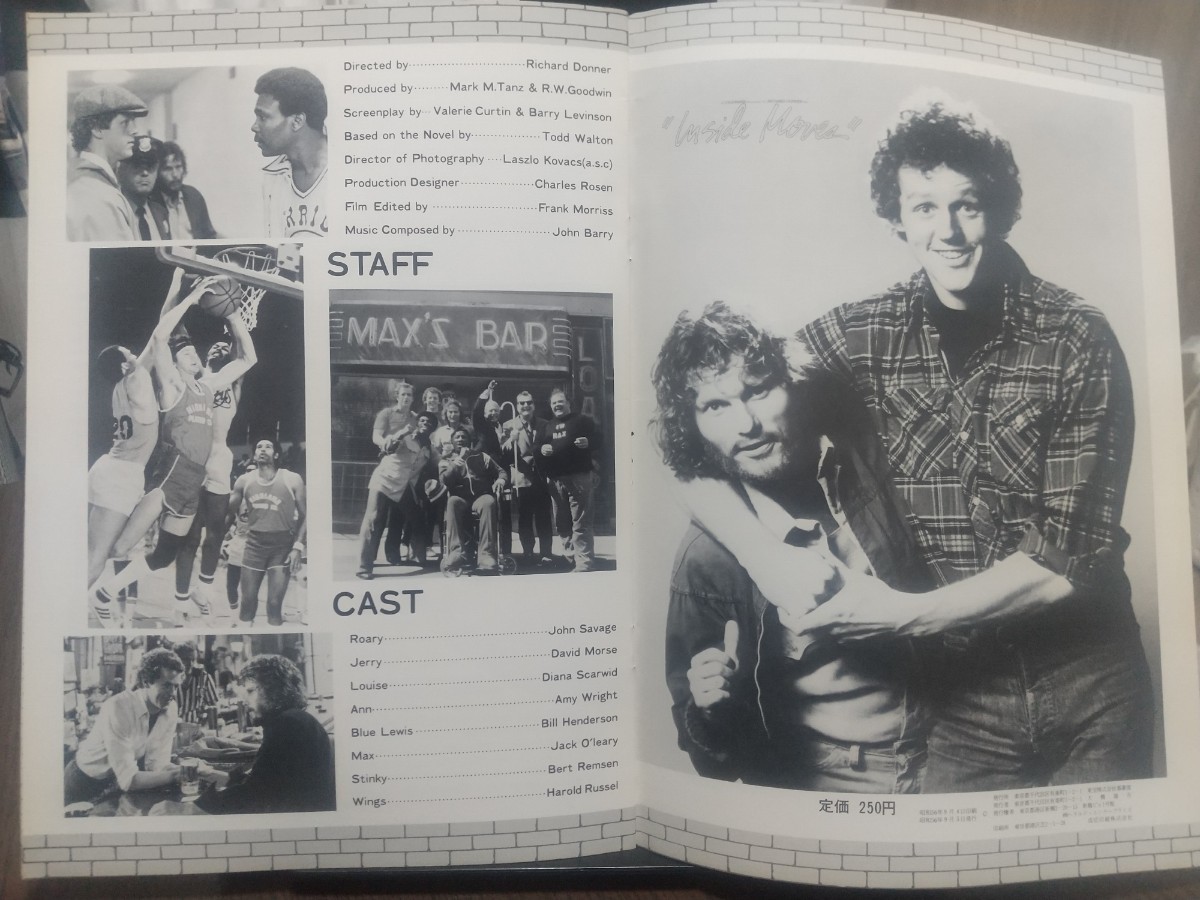 Directed by Richard Donner
Produced by Mark M.Tanz & R.W.Goodwin
Screenplay by Valerie Curtin & Barry Levinson
Based on the Novel by Todd Walton
Director of Photography Laszlo Kovacs(a.s.c)
Production Designer Charles Rosen
Film Edited by Frank Morriss
Music Composed by John Barry
STAFF
MAX'S BAR
LOA
20
CAST
Roary John Savage
Jerry David Morse
Louise Diana Scarwid
Ann Amy Wright
Blue Lewis Bill Henderson
Max Jack O'leary
Stinky Bert Remsen
Wings Harold Russel
"Inside Moves"
定価 250円